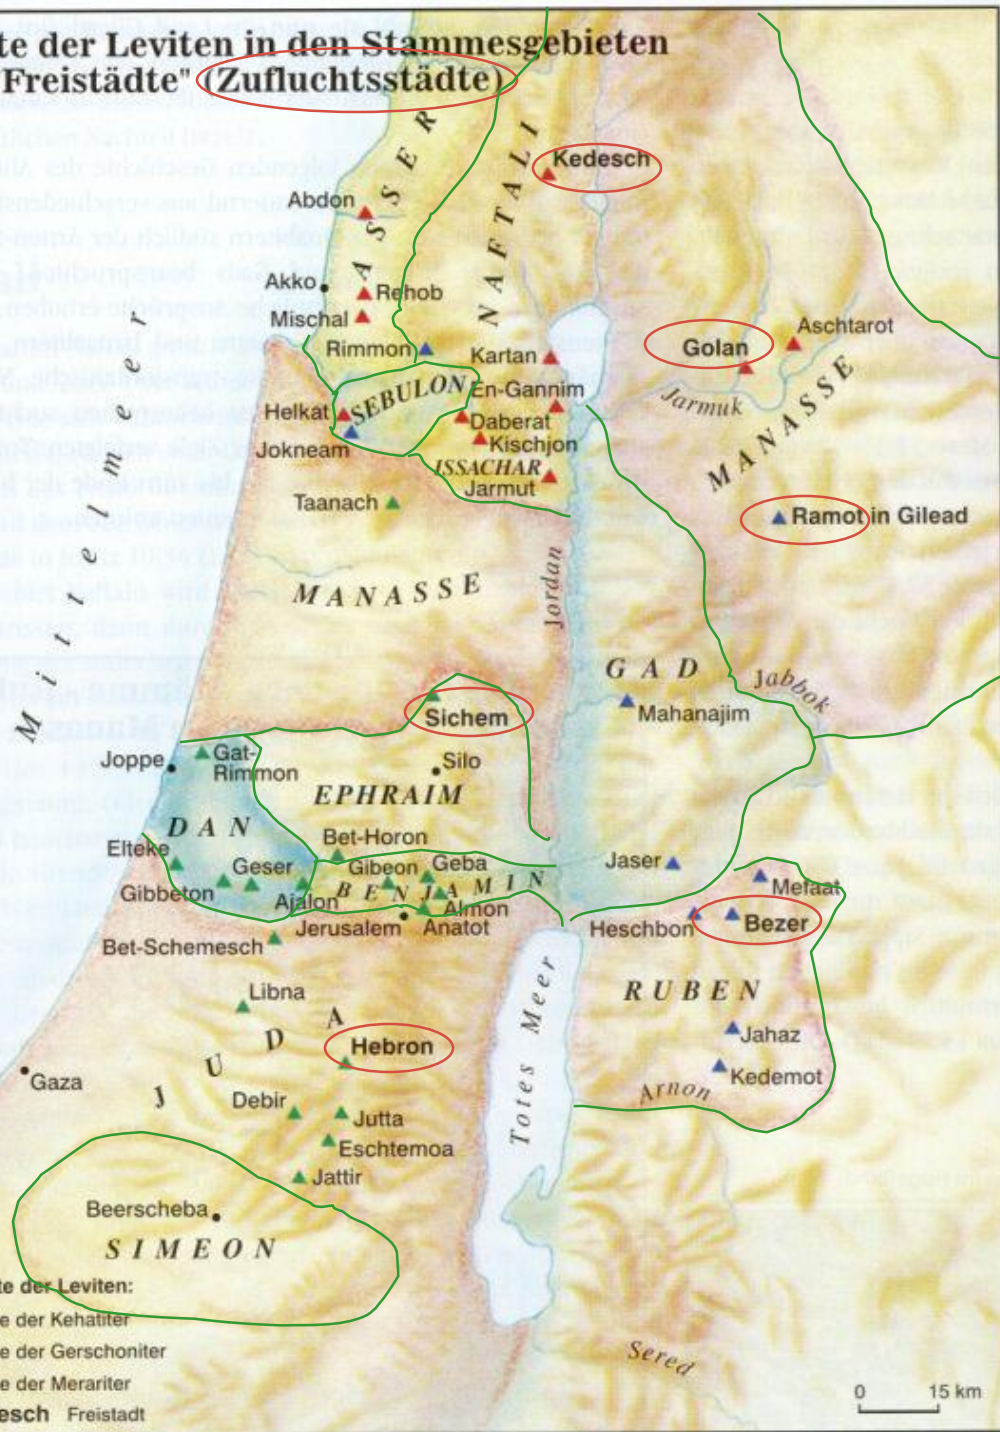 te der Leviten in den Stammesgebieten
Freistädte" (Zufluchtsstädte)
ASSER
NAFTALI
Kedesch
Abdon
Akko
Rehob
Mischal
Rimmon
Kartan
Golan
Aschtarot
Mittelmeer
En-Gannim
SEBULON
Helkat
Daberat
Jarmuk
MANASSE
Jokneam
Kischjon
ISSACHAR
Jarmut
Taanach
Ramot in Gilead
MANASSE
Jordan
GAD
Jabbok
Sichem
Mahanajim
Joppe
Gat-
Rimmon
Silo
EPHRAIM
DAN
Elteke
Bet-Horon
Geser
Gibeon
Geba
Jaser
Gibbeton
Ajalon
BENJAMIN
Almon
Mefaat
Jerusalem
Anatot
Heschbon
Bezer
Bet-Schemesch
Libna
RUBEN
JUDA
Totes Meer
Hebron
Jahaz
Gaza
Kedemot
Debir
Jutta
Arnon
Eschtemoa
Jattir
Beerscheba
SIMEON
te der Leviten:
e der Kehatiter
e der Gerschoniter
Sered
e der Merariter
esch Freistadt
0 15 km